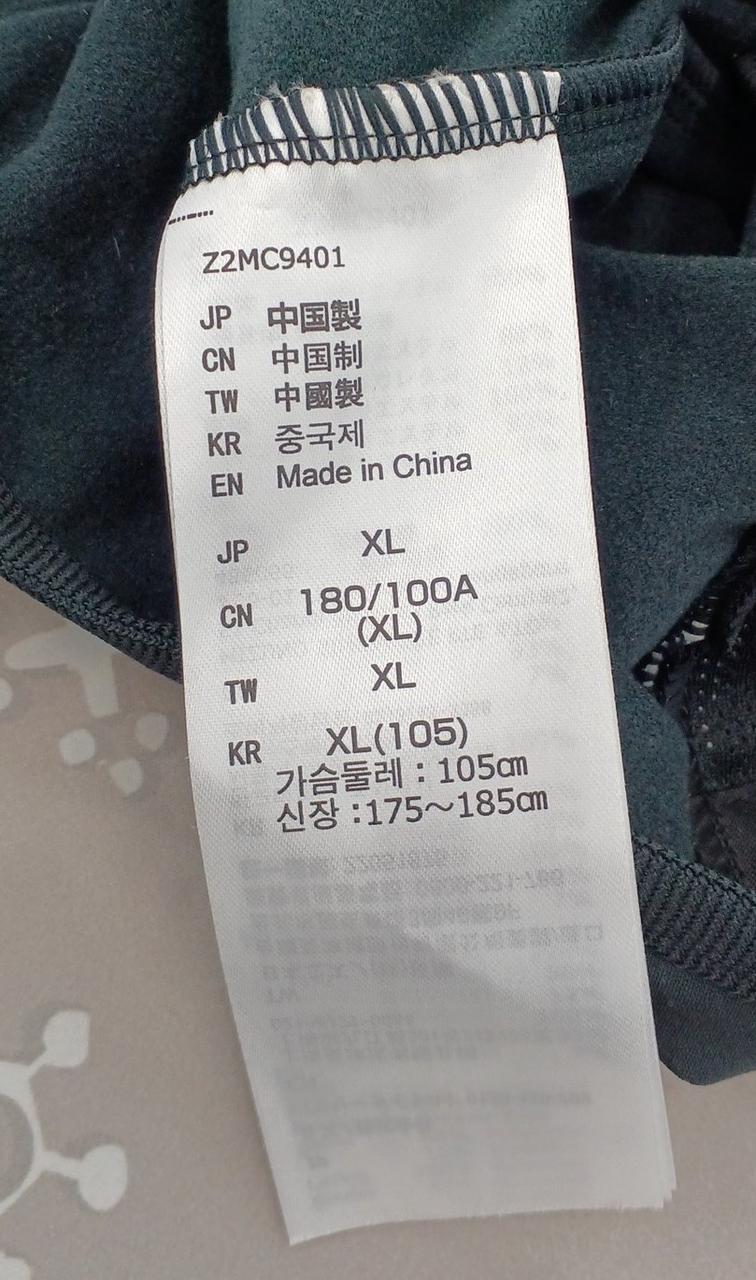 Z2MC9401
JP 中国製
CN 中国制
TW 中國製
KR 중국제
EN Made in China
JP XL
CN 180/100A
(XL)
TW XL
KR XL(105)
가슴둘레 : 105㎝
신장 :175～185㎝